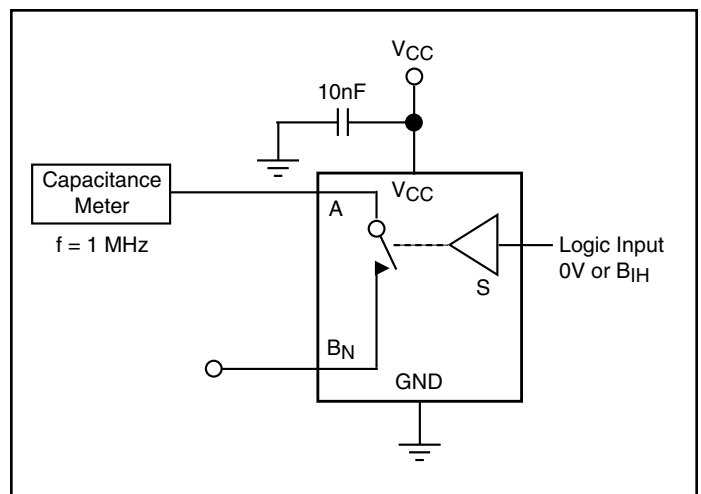 VCC
10nF
Capacitance
Meter
f = 1 MHz
VCC
A
S
Logic Input
0V or BIH
BN
GND